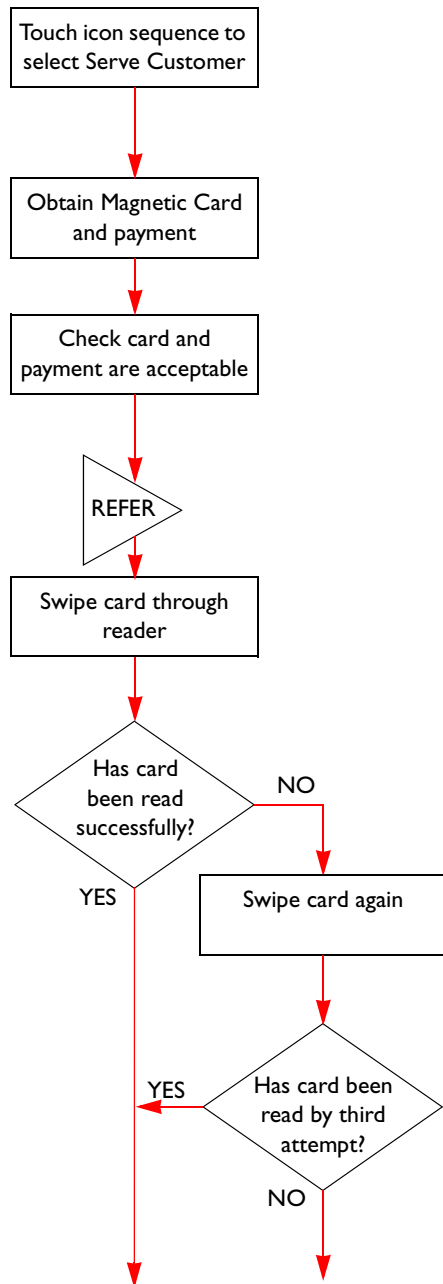 Touch icon sequence to
select Serve Customer
Obtain Magnetic Card
and payment
Check card and
payment are acceptable
REFER
Swipe card through
reader
Has card
been read
successfully?
NO
YES
Swipe card again
YES
Has card been
read by third
attempt?
NO